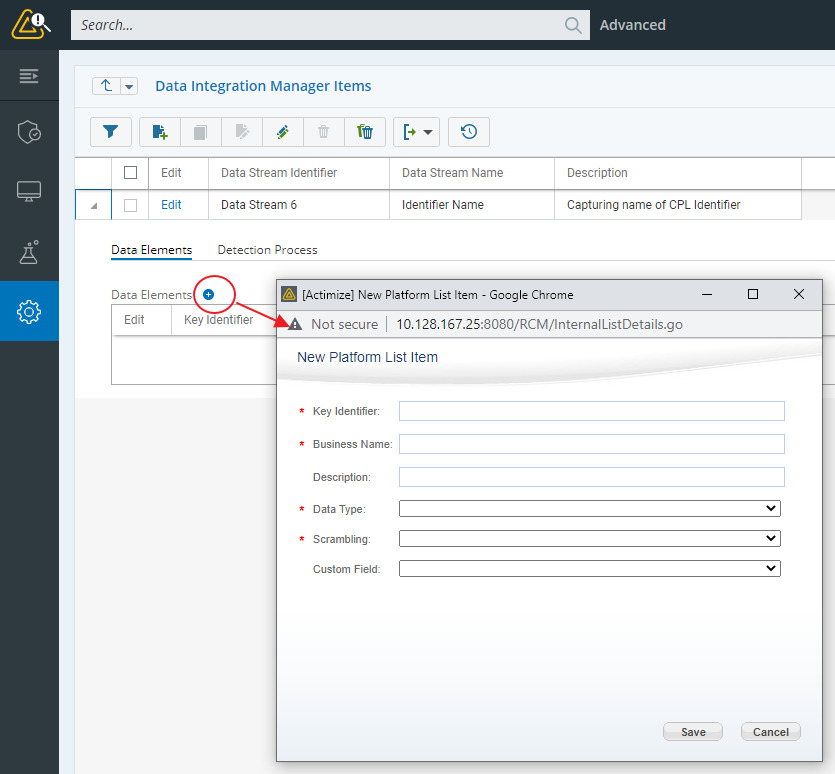 Search...
Advanced
Data Integration Manager Items
Edit Data Stream Identifier Data Stream Name Description
Edit Data Stream 6 Identifier Name Capturing name of CPL Identifier
Data Elements Detection Process
Data Elements
Edit Key Identifier
[Actimize] New Platform List Item - Google Chrome
Not secure | 10.128.167.25:8080/RCM/InternalListDetails.go
New Platform List Item
* Key Identifier:
* Business Name:
Description:
* Data Type:
* Scrambling:
Custom Field:
Save Cancel